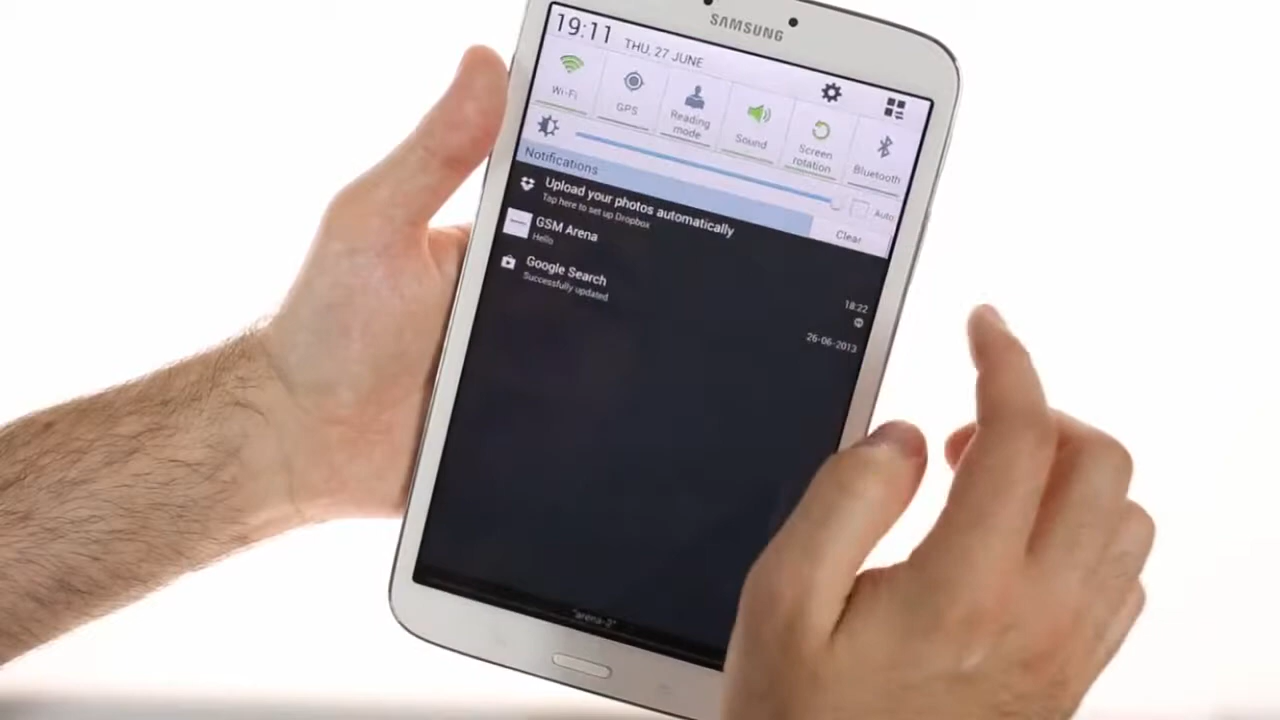 SAMSUNG
19:11 THU, 27 JUNE
Wi-Fi
GPS
Reading
mode
Sound
Screen
rotation
Bluetooth
Auto
Notifications
Clear
Upload your photos automatically
Tap here to set up Dropbox
GSM Arena
Hello
18:22
Google Search
Successfully updated
26-06-2013
"arena-2"